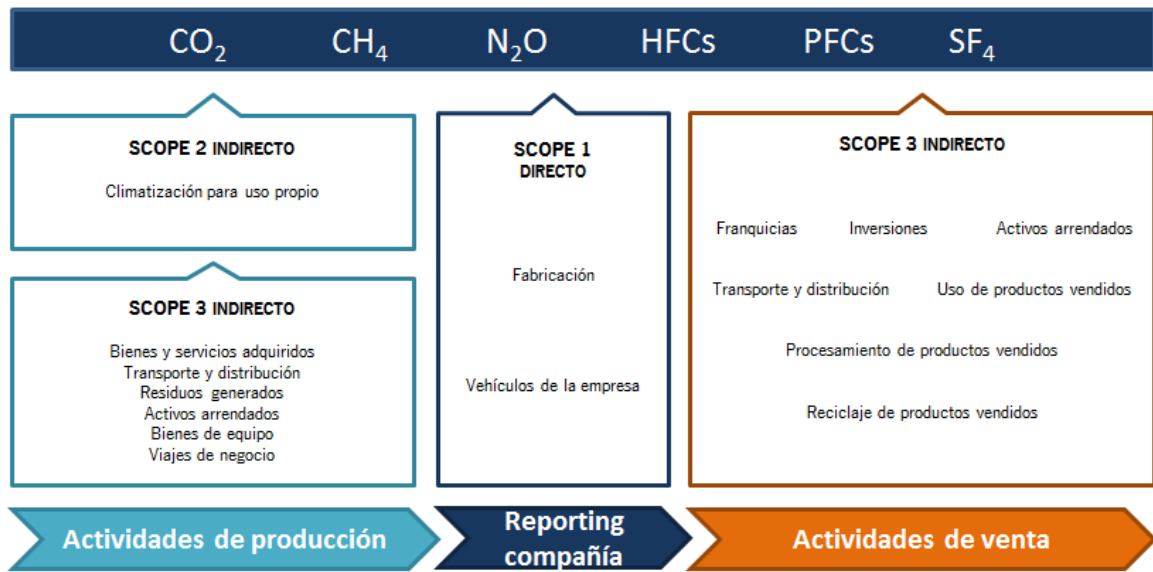 CO₂ CH₄ N₂O HFCs PFCs SF₄
SCOPE 2 INDIRECTO
Climatización para uso propio
SCOPE 3 INDIRECTO
Bienes y servicios adquiridos
Transporte y distribución
Residuos generados
Activos arrendados
Bienes de equipo
Viajes de negocio
SCOPE 1
DIRECTO
Fabricación
Vehículos de la empresa
SCOPE 3 INDIRECTO
Franquicias Inversiones Activos arrendados
Transporte y distribución Uso de productos vendidos
Procesamiento de productos vendidos
Reciclaje de productos vendidos
Actividades de producción
Reporting
compañía
Actividades de venta